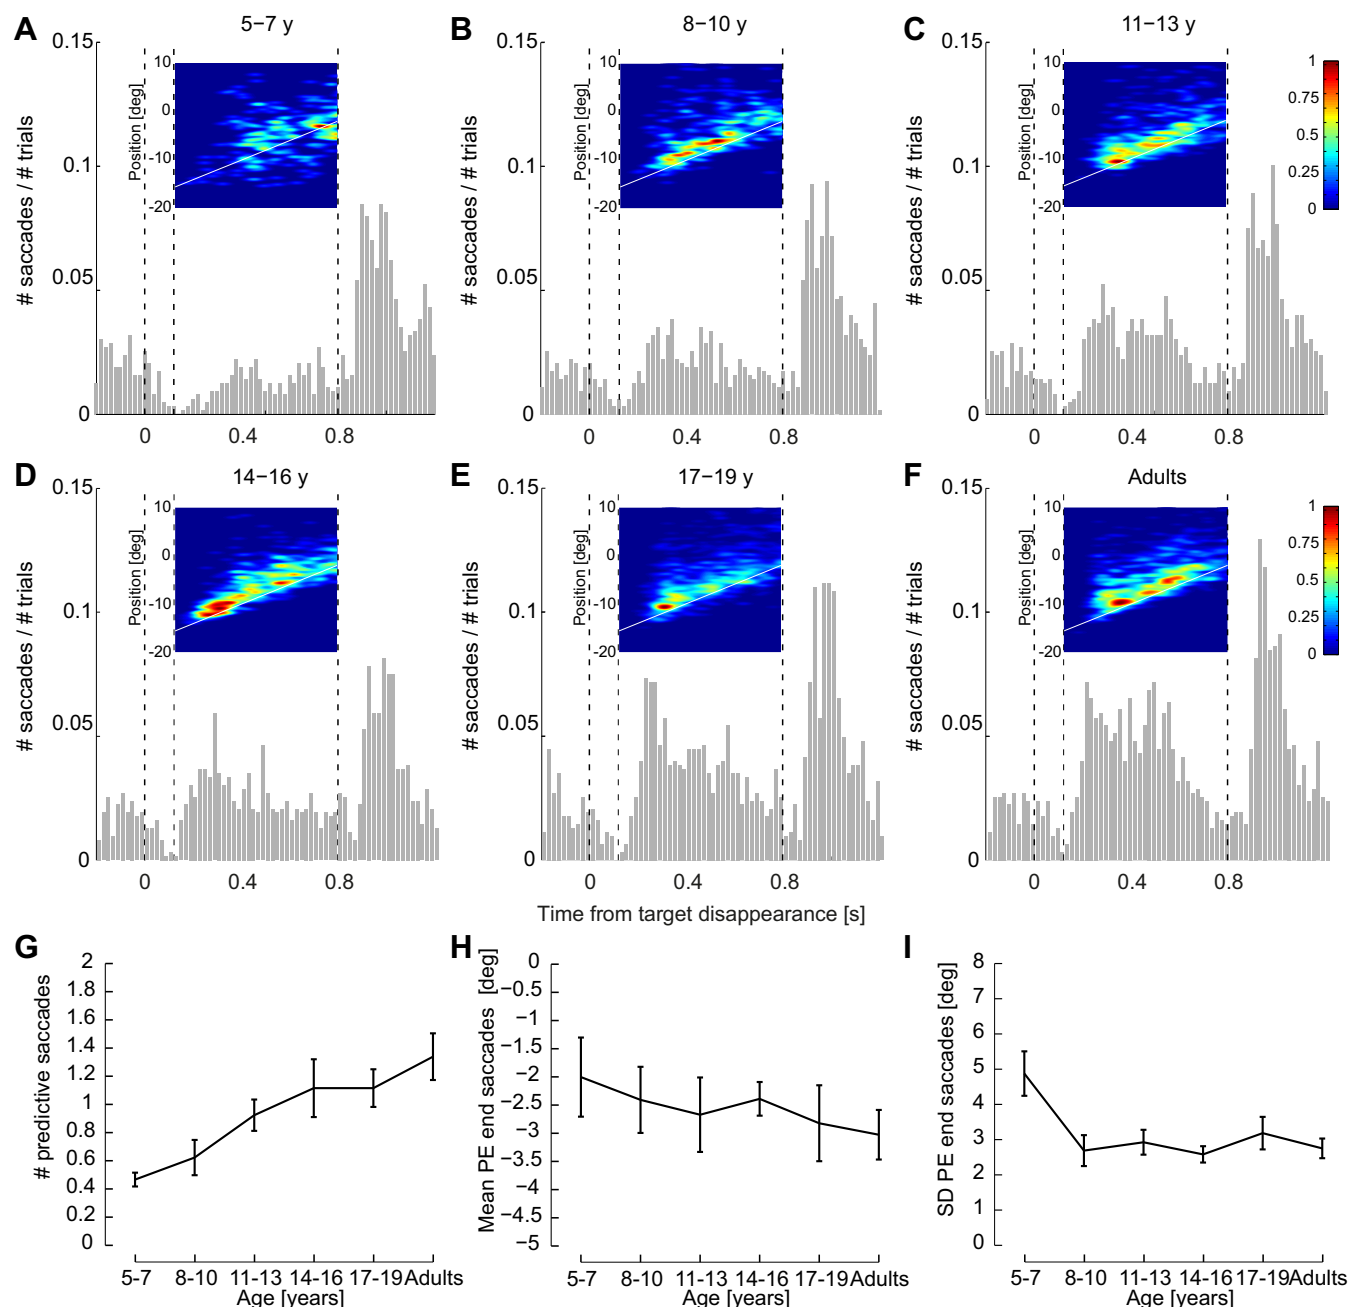 A
5−7 y
B
8−10 y
C
11−13 y
0.15
0.1
0.05
0
# saccades / # trials
Position [deg]
10
0
-10
-20
0
0.4
0.8
0.15
0.1
0.05
0
# saccades / # trials
Position [deg]
10
0
-10
-20
0
0.4
0.8
0.15
0.1
0.05
0
# saccades / # trials
Position [deg]
10
0
-10
-20
0
0.4
0.8
1
0.75
0.5
0.25
0
D
14−16 y
E
17−19 y
F
Adults
0.15
0.1
0.05
0
# saccades / # trials
Position [deg]
10
0
-10
-20
0
0.4
0.8
0.15
0.1
0.05
0
# saccades / # trials
Position [deg]
10
0
-10
-20
0
0.4
0.8
0.15
0.1
0.05
0
# saccades / # trials
Position [deg]
10
0
-10
-20
0
0.4
0.8
1
0.75
0.5
0.25
0
Time from target disappearance [s]
G
# predictive saccades
2
1.8
1.6
1.4
1.2
1
0.8
0.6
0.4
0.2
0
5-7 8-10 11-13 14-16 17-19 Adults
Age [years]
H
Mean PE end saccades [deg]
0
−0.5
−1
−1.5
−2
−2.5
−3
−3.5
−4
−4.5
−5
5-7 8-10 11-13 14-16 17-19 Adults
Age [years]
I
SD PE end saccades [deg]
8
7
6
5
4
3
2
1
0
5-7 8-10 11-13 14-16 17-19 Adults
Age [years]